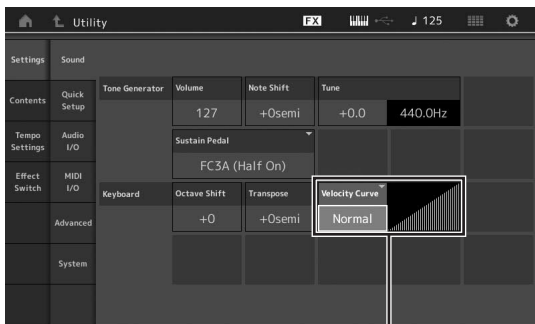 Utility FX 125
Settings Sound
Tone Generator Volume Note Shift Tune
127 +0semi +0.0 440.0Hz
Contents Quick Setup
Tempo Settings Audio I/O
Sustain Pedal
FC3A (Half On)
Effect Switch MIDI I/O
Keyboard Octave Shift Transpose Velocity Curve
+0 +0semi Normal
Advanced
System